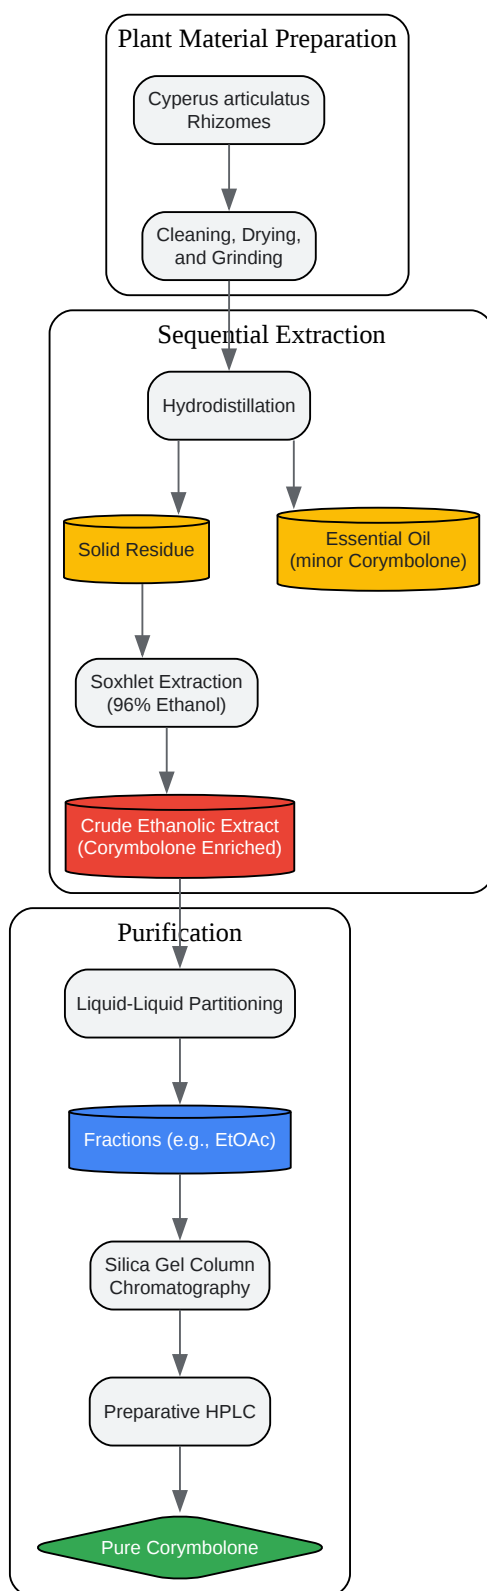 Plant Material Preparation
Cyperus articulatus
Rhizomes
Cleaning, Drying,
and Grinding
Sequential Extraction
Hydrodistillation
Solid Residue
Essential Oil
(minor Corymbolone)
Soxhlet Extraction
(96% Ethanol)
Crude Ethanolic Extract
(Corymbolone Enriched)
Purification
Liquid-Liquid Partitioning
Fractions (e.g., EtOAc)
Silica Gel Column
Chromatography
Preparative HPLC
Pure Corymbolone